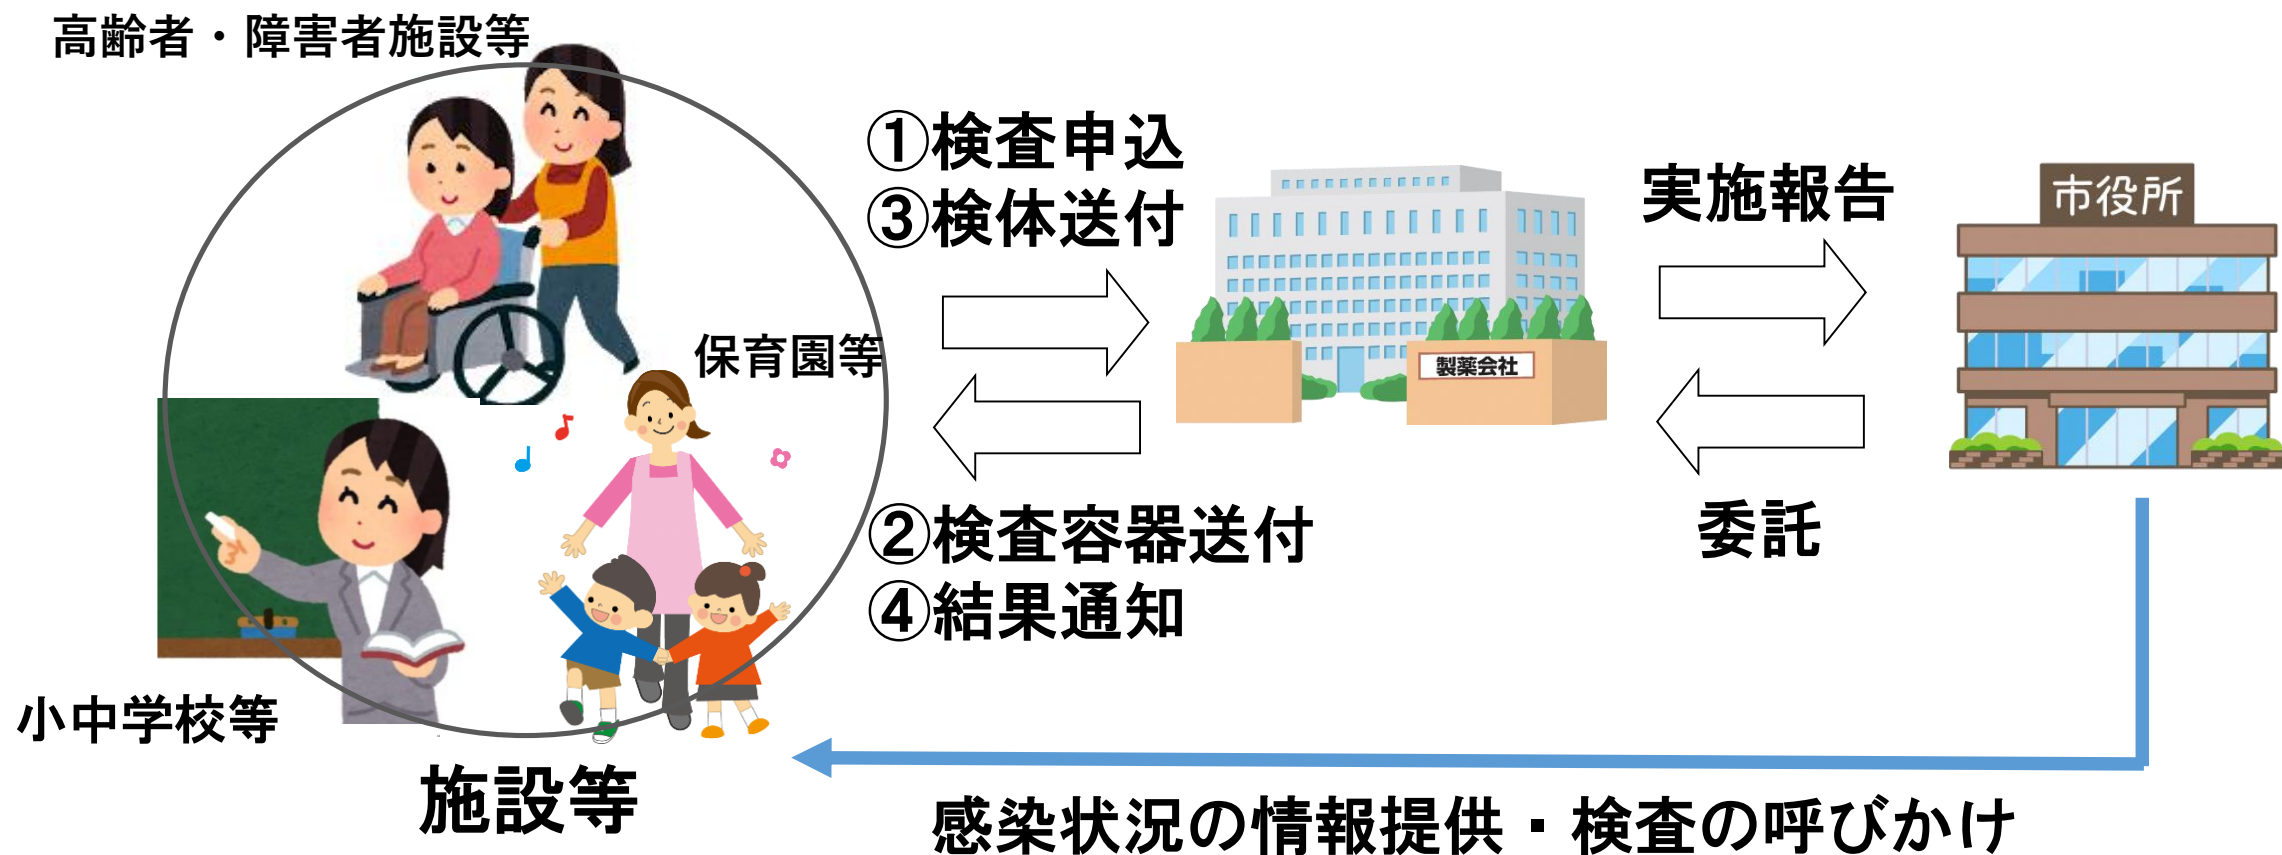 高齢者・障害者施設等
①検査申込
③検体送付
実施報告
市役所
保育園等
製薬会社
②検査容器送付
④結果通知
委託
小中学校等
施設等
感染状況の情報提供・検査の呼びかけ